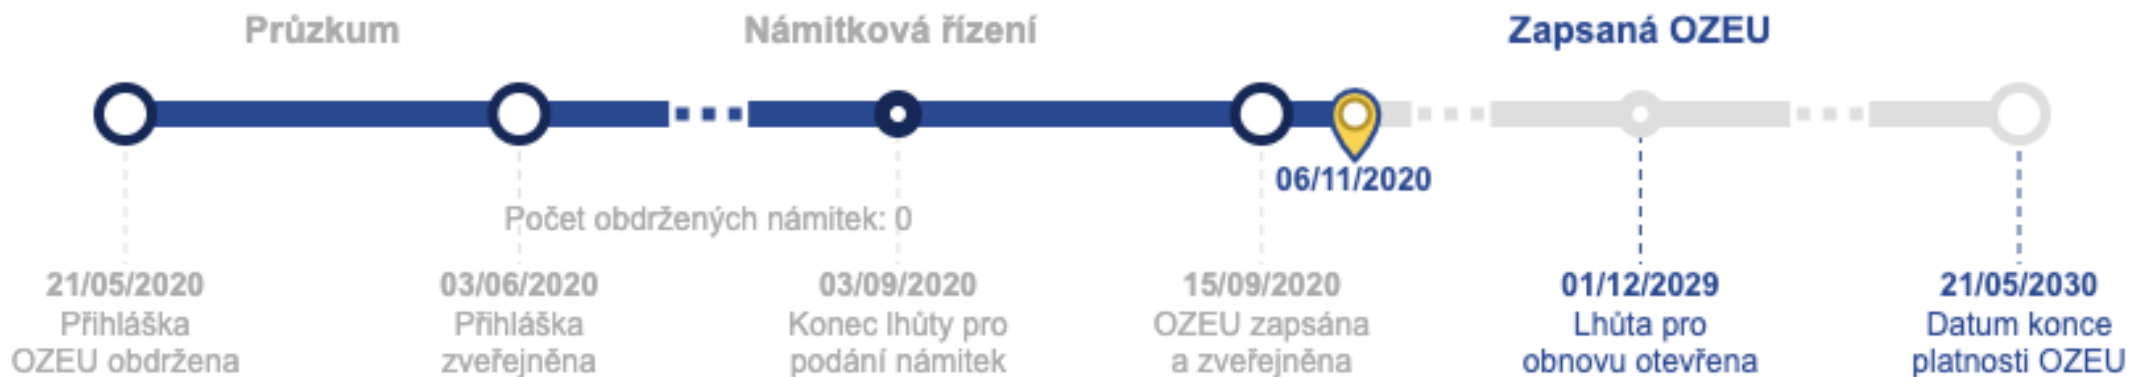 Průzkum
Námitková řízení
Zapsaná OZEU
06/11/2020
Počet obdržených námitek: 0
21/05/2020
Přihláška
OZEU obdržena
03/06/2020
Přihláška
zveřejněna
03/09/2020
Konec lhůty pro
podání námitek
15/09/2020
OZEU zapsána
a zveřejněna
01/12/2029
Lhůta pro
obnovu otevřena
21/05/2030
Datum konce
platnosti OZEU